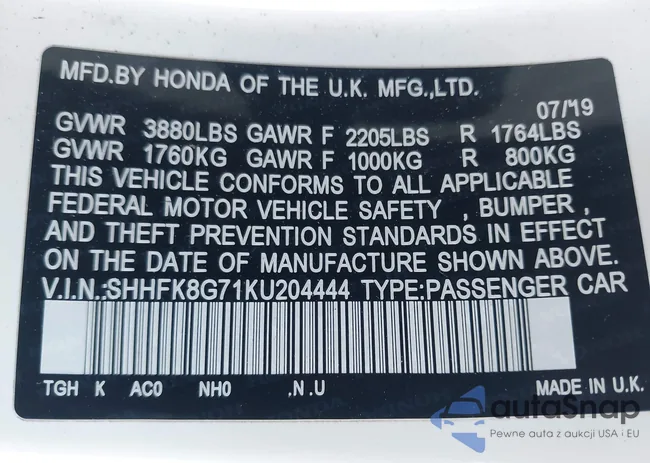 MFD.BY HONDA OF THE U.K. MFG.,LTD.
07/'19
GVWR 3880LBS GAWR F 2205LBS R 1764LBS
GVWR 1760KG GAWR F 1000KG R 800KG
THIS VEHICLE CONFORMS TO ALL APPLICABLE
FEDERAL MOTOR VEHICLE SAFETY , BUMPER ,
AND THEFT PREVENTION STANDARDS IN EFFECT
ON THE DATE OF MANUFACTURE SHOWN ABOVE.
V.I.N.:SHHFK8G71KU204444 TYPE:PASSENGER CAR
TGH K AC0 NH0 .N .U MADE IN U.K.
autaSnap
Pewne auta z aukcji USA i EU